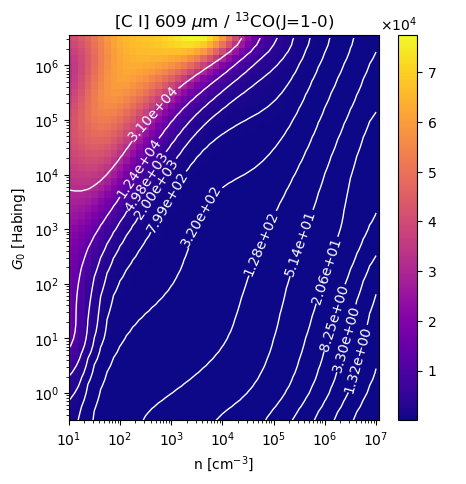 [C I] 609 μm / ¹³CO(J=1-0)
×10⁴
10⁶
10⁵
10⁴
10³
10²
10¹
10⁰
G₀ [Habing]
3.10e+04
1.24e+04
4.98e+03
2.00e+03
7.99e+02
3.20e+02
1.28e+02
5.14e+01
2.06e+01
8.25e+00
3.30e+00
1.32e+00
7
6
5
4
3
2
1
10¹ 10² 10³ 10⁴ 10⁵ 10⁶ 10⁷
n [cm⁻³]